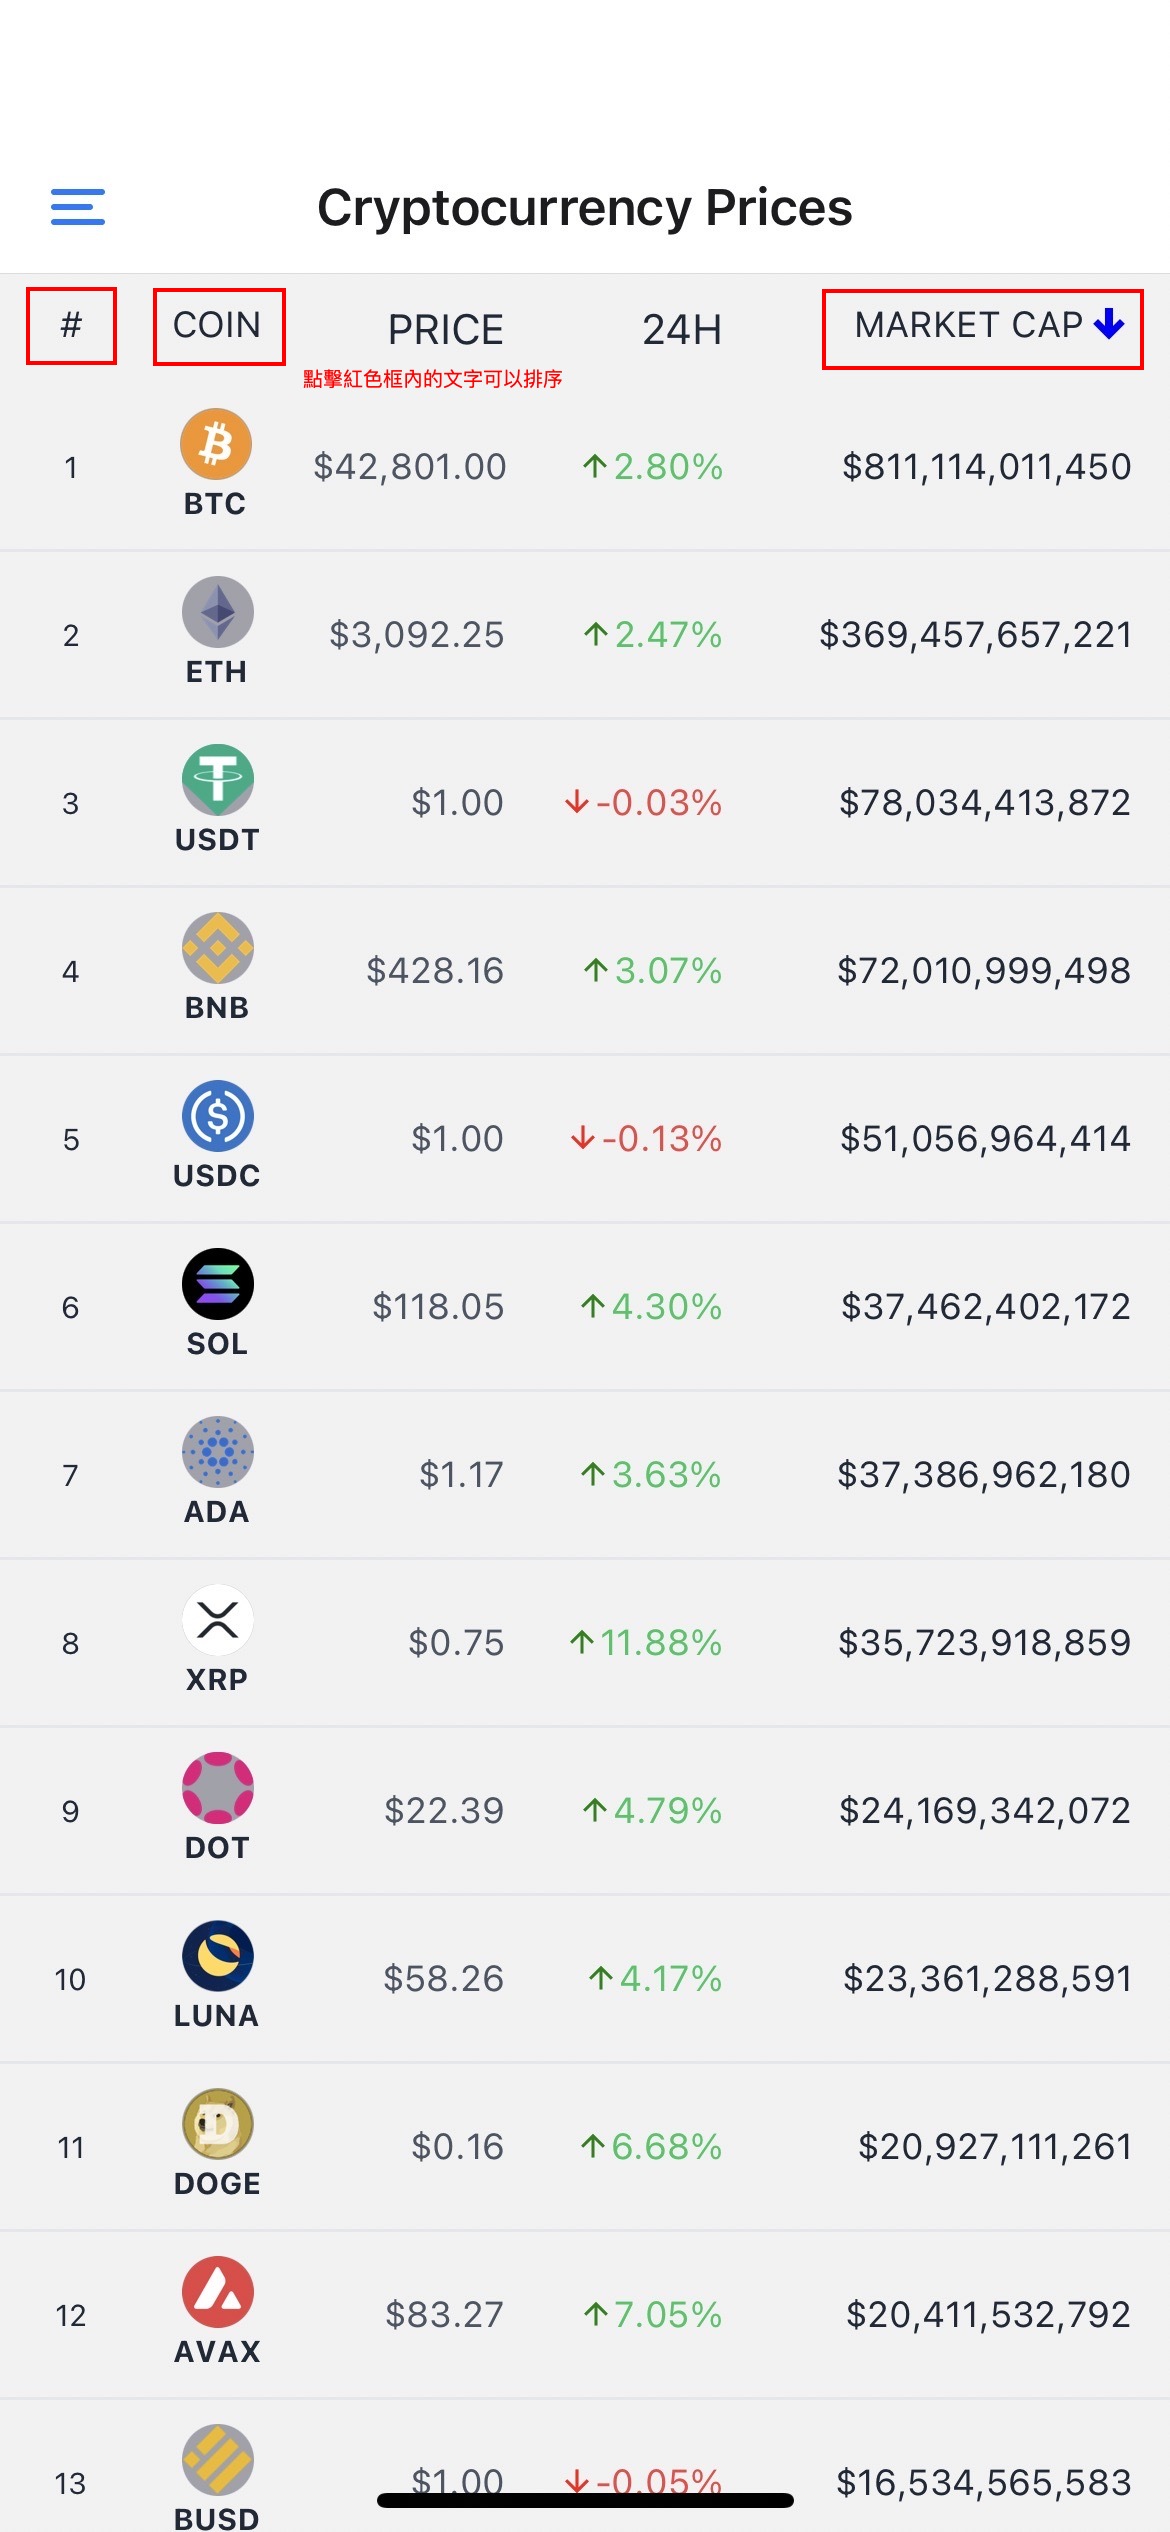 Cryptocurrency Prices
# COIN PRICE 24H MARKET CAP
點擊紅色框內的文字可以排序
1 BTC $42,801.00 2.80% $811,114,011,450
2 ETH $3,092.25 2.47% $369,457,657,221
3 USDT $1.00 -0.03% $78,034,413,872
4 BNB $428.16 3.07% $72,010,999,498
5 USDC $1.00 -0.13% $51,056,964,414
6 SOL $118.05 4.30% $37,462,402,172
7 ADA $1.17 3.63% $37,386,962,180
8 XRP $0.75 11.88% $35,723,918,859
9 DOT $22.39 4.79% $24,169,342,072
10 LUNA $58.26 4.17% $23,361,288,591
11 DOGE $0.16 6.68% $20,927,111,261
12 AVAX $83.27 7.05% $20,411,532,792
13 BUSD $1.00 -0.05% $16,534,565,583